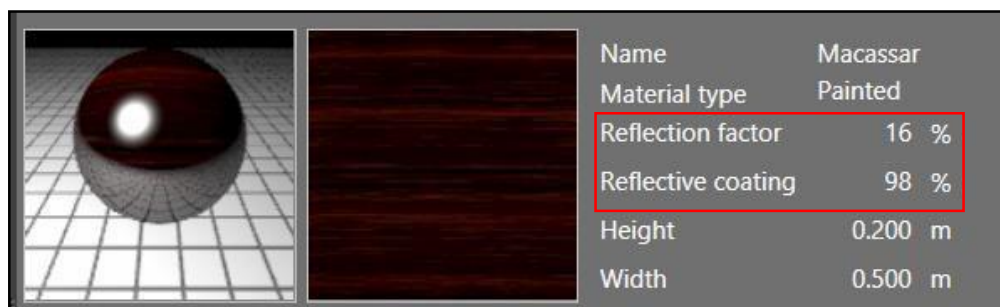 Name Macassar
Material type Painted
Reflection factor 16 %
Reflective coating 98 %
Height 0.200 m
Width 0.500 m